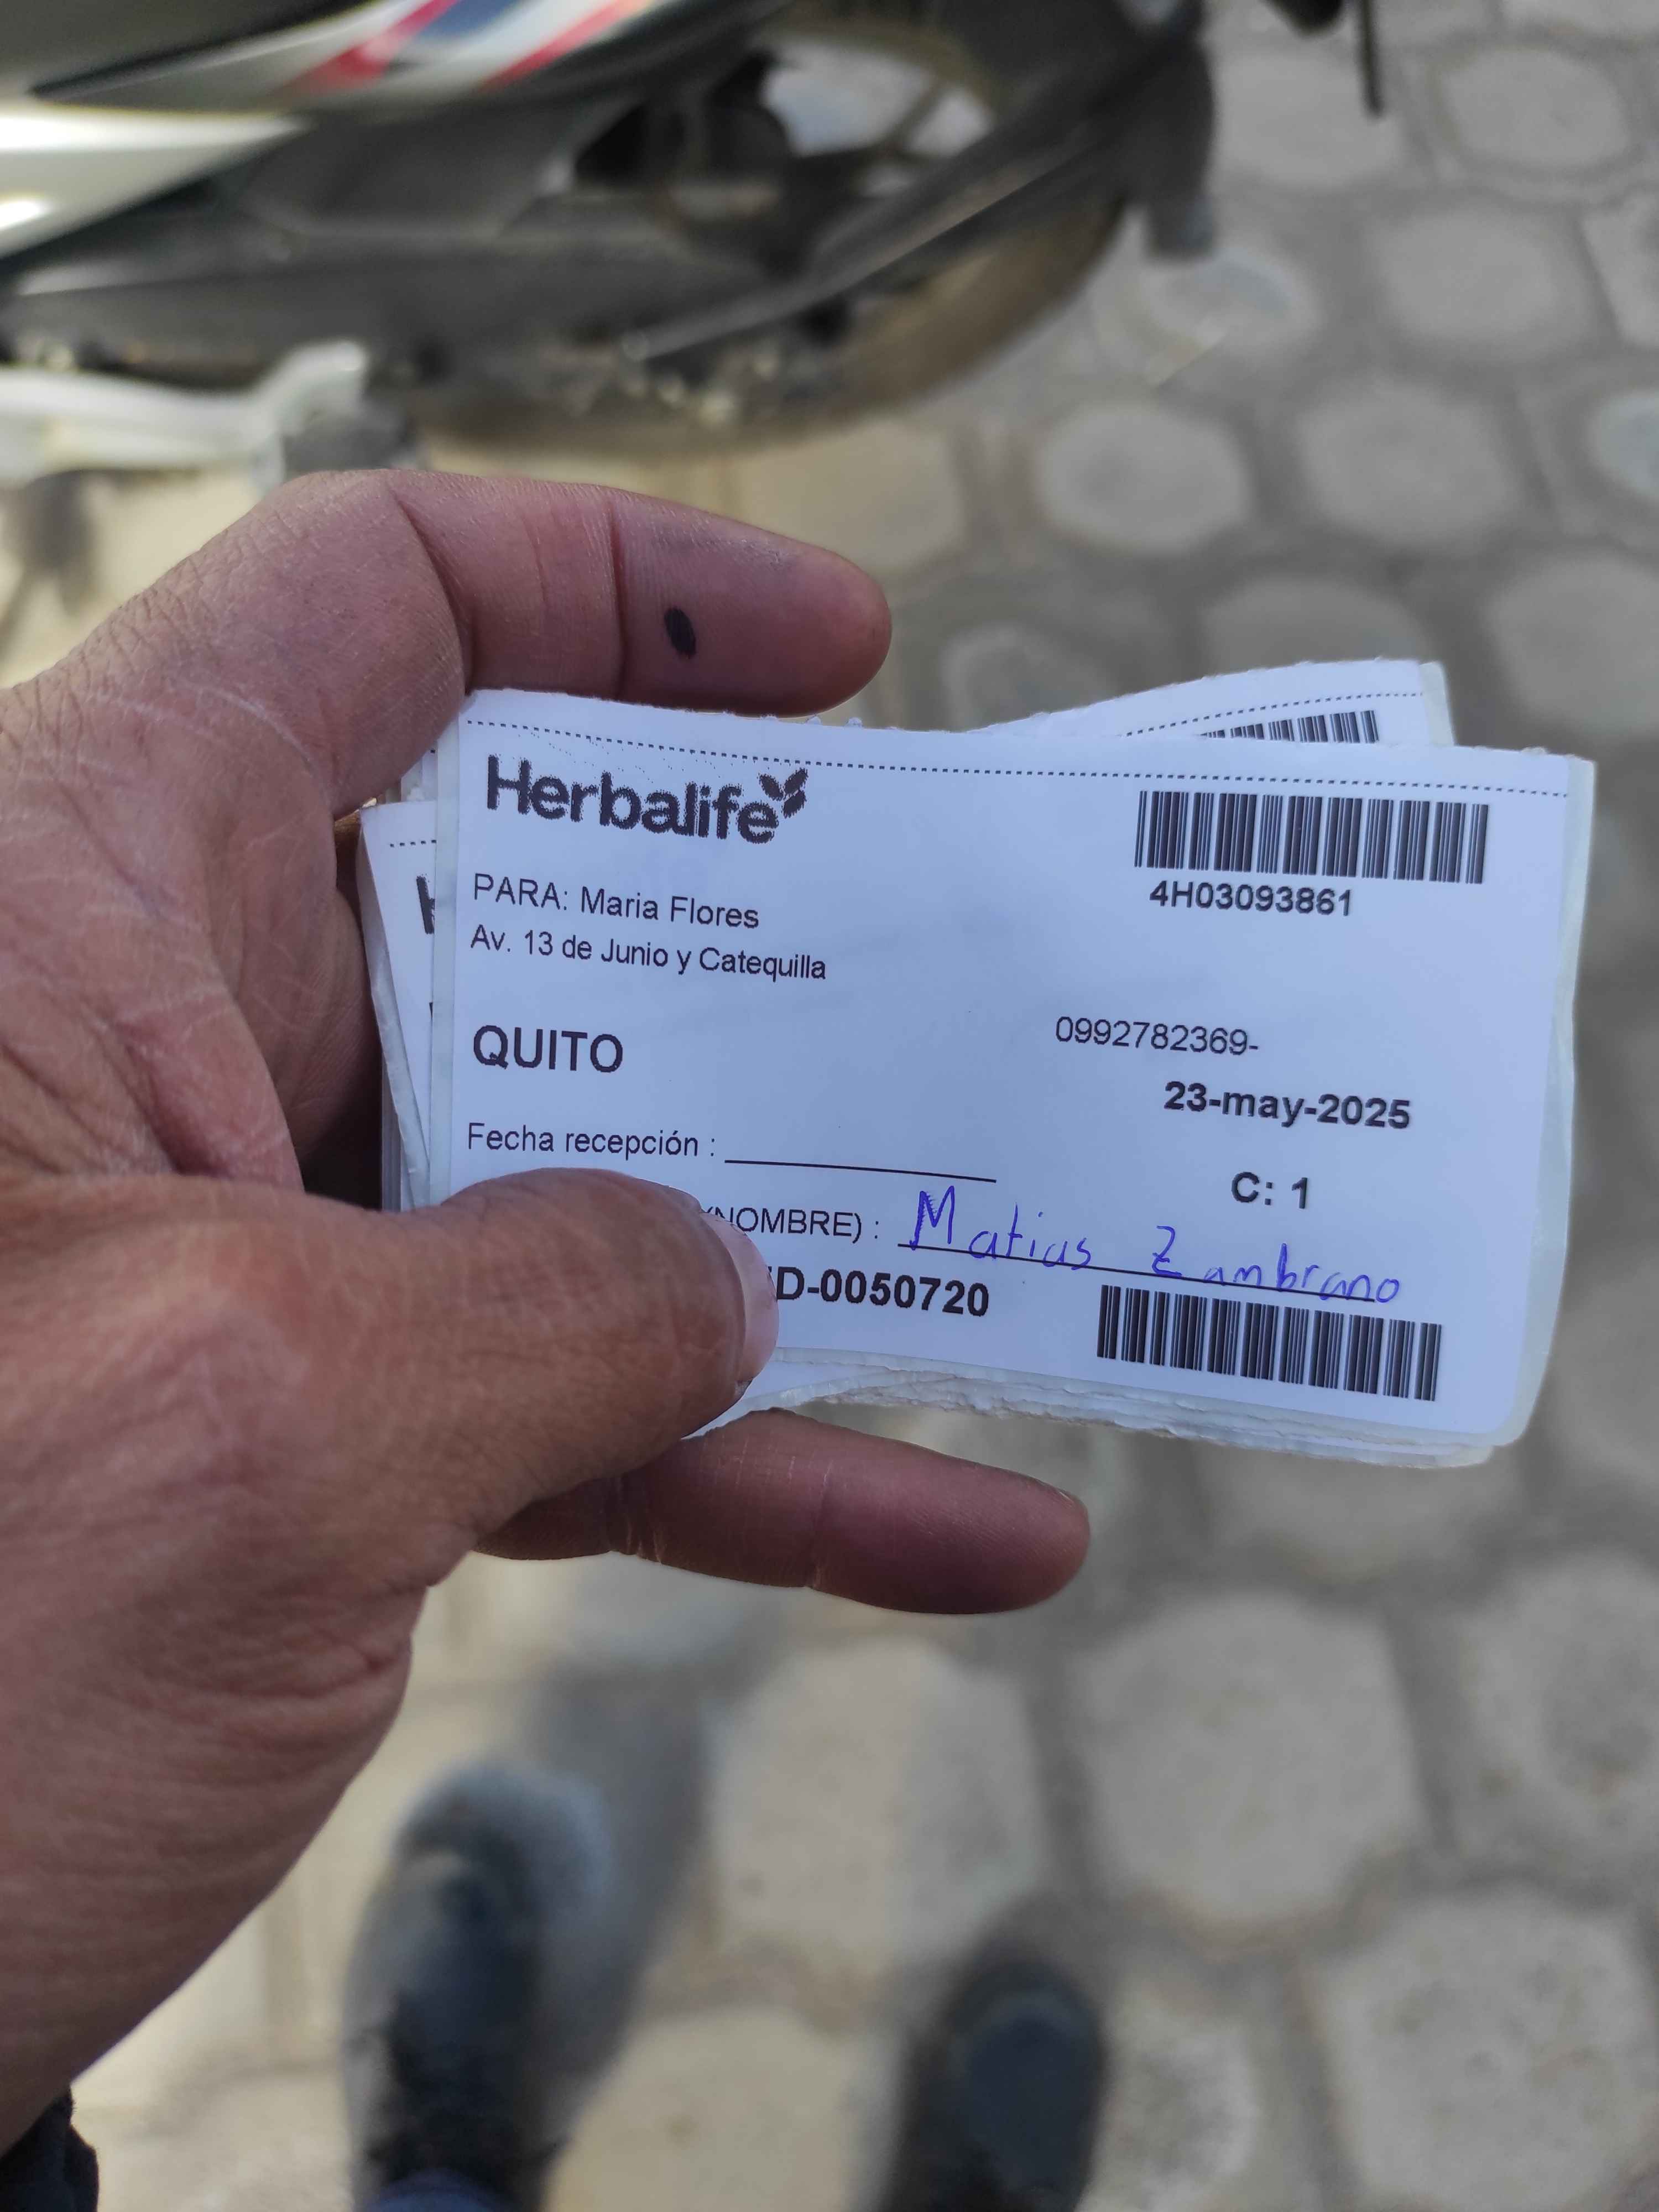 Herbalife
4H03093861
PARA: Maria Flores
Av. 13 de Junio y Catequilla
0992782369-
QUITO
23-may-2025
Fecha recepción :
C: 1
(NOMBRE) : Matias Zambrano
D-0050720